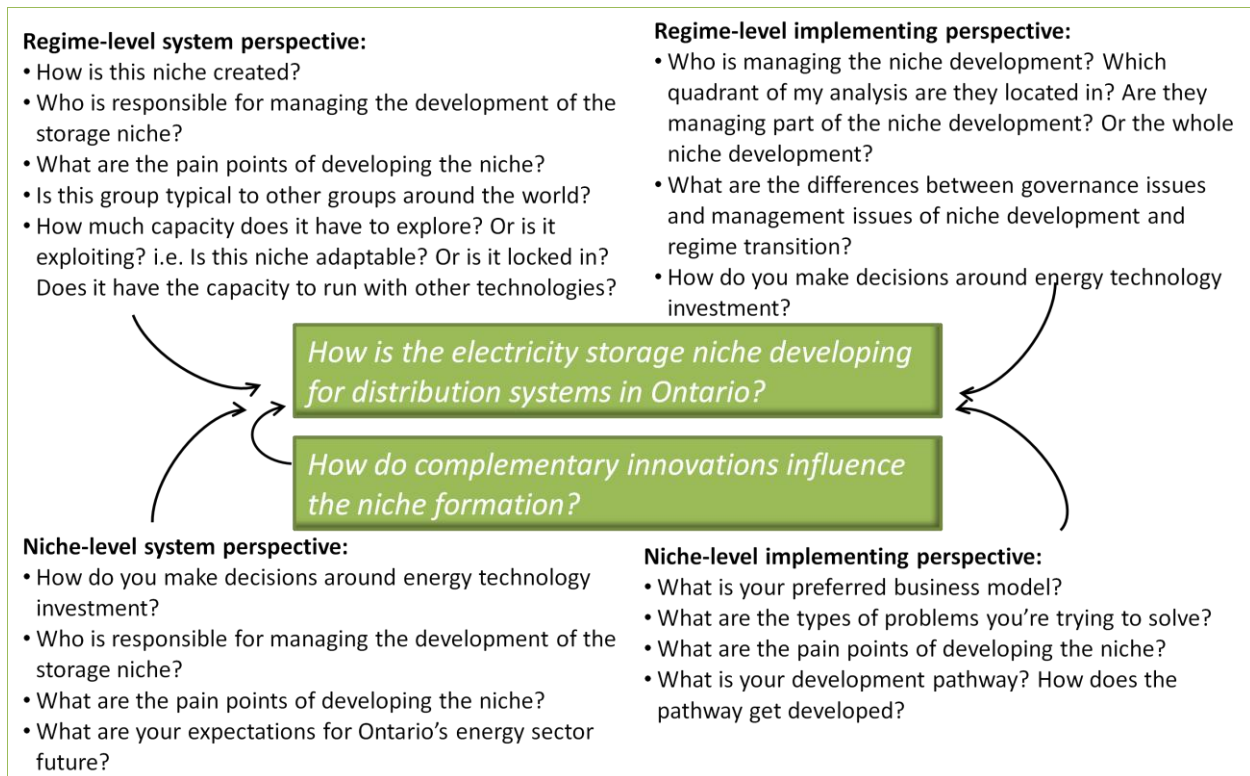 Regime-level system perspective:
• How is this niche created?
• Who is responsible for managing the development of the
storage niche?
• What are the pain points of developing the niche?
• Is this group typical to other groups around the world?
• How much capacity does it have to explore? Or is it
exploiting? i.e. Is this niche adaptable? Or is it locked in?
Does it have the capacity to run with other technologies?
Regime-level implementing perspective:
• Who is managing the niche development? Which
quadrant of my analysis are they located in? Are they
managing part of the niche development? Or the whole
niche development?
• What are the differences between governance issues
and management issues of niche development and
regime transition?
• How do you make decisions around energy technology
investment?
How is the electricity storage niche developing
for distribution systems in Ontario?
How do complementary innovations influence
the niche formation?
Niche-level system perspective:
• How do you make decisions around energy technology
investment?
• Who is responsible for managing the development of the
storage niche?
• What are the pain points of developing the niche?
• What are your expectations for Ontario’s energy sector
future?
Niche-level implementing perspective:
• What is your preferred business model?
• What are the types of problems you’re trying to solve?
• What are the pain points of developing the niche?
• What is your development pathway? How does the
pathway get developed?